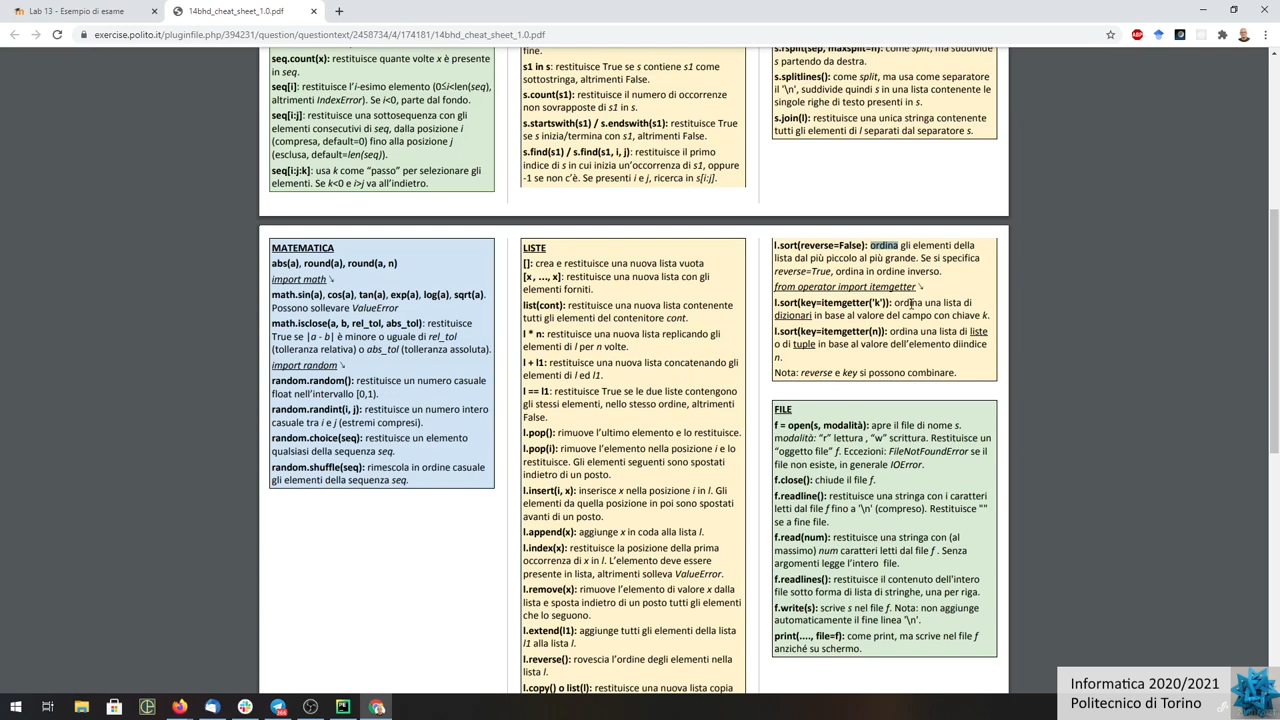 Lab 13 - Esempio di esame
14bhd_cheat_sheet_1.0.pdf
exercise.polito.it/pluginfile.php/394231/question/questiontext/2458734/4/174181/14bhd_cheat_sheet_1.0.pdf
seq.count(x): restituisce quante volte x è presente
in seq.
seq[i]: restituisce l'i-esimo elemento (0≤i<len(seq),
altrimenti IndexError). Se i<0, parte dal fondo.
seq[i:j]: restituisce una sottosequenza con gli
elementi consecutivi di seq, dalla posizione i
(compresa, default=0) fino alla posizione j
(esclusa, default=len(seq)).
seq[i:j:k]: usa k come "passo" per selezionare gli
elementi. Se k<0 e i>j va all'indietro.
fine.
s1 in s: restituisce True se s contiene s1 come
sottostringa, altrimenti False.
s.count(s1): restituisce il numero di occorrenze
non sovrapposte di s1 in s.
s.startswith(s1) / s.endswith(s1): restituisce True
se s inizia/termina con s1, altrimenti False.
s.find(s1) / s.find(s1, i, j): restituisce il primo
indice di s in cui inizia un'occorrenza di s1, oppure
-1 se non c'è. Se presenti i e j, ricerca in s[i:j].
s.rsplit(sep, maxsplit=n): come split, ma suddivide
s partendo da destra.
s.splitlines(): come split, ma usa come separatore
il '\n', suddivide quindi s in una lista contenente le
singole righe di testo presenti in s.
s.join(l): restituisce una unica stringa contenente
tutti gli elementi di l separati dal separatore s.
MATEMATICA
abs(a), round(a), round(a, n)
import math ↘
math.sin(a), cos(a), tan(a), exp(a), log(a), sqrt(a).
Possono sollevare ValueError
math.isclose(a, b, rel_tol, abs_tol): restituisce
True se |a - b| è minore o uguale di rel_tol
(tolleranza relativa) o abs_tol (tolleranza assoluta).
import random ↘
random.random(): restituisce un numero casuale
float nell'intervallo [0,1).
random.randint(i, j): restituisce un numero intero
casuale tra i e j (estremi compresi).
random.choice(seq): restituisce un elemento
qualsiasi della sequenza seq.
random.shuffle(seq): rimescola in ordine casuale
gli elementi della sequenza seq.
LISTE
[]: crea e restituisce una nuova lista vuota
[x, ..., x]: restituisce una nuova lista con gli
elementi forniti.
list(cont): restituisce una nuova lista contenente
tutti gli elementi del contenitore cont.
l * n: restituisce una nuova lista replicando gli
elementi di l per n volte.
l + l1: restituisce una nuova lista concatenando gli
elementi di l ed l1.
l == l1: restituisce True se le due liste contengono
gli stessi elementi, nello stesso ordine, altrimenti
False.
l.pop(): rimuove l'ultimo elemento e lo restituisce.
l.pop(i): rimuove l'elemento nella posizione i e lo
restituisce. Gli elementi seguenti sono spostati
indietro di un posto.
l.insert(i, x): inserisce x nella posizione i in l. Gli
elementi da quella posizione in poi sono spostati
avanti di un posto.
l.append(x): aggiunge x in coda alla lista l.
l.index(x): restituisce la posizione della prima
occorrenza di x in l. L'elemento deve essere
presente in lista, altrimenti solleva ValueError.
l.remove(x): rimuove l'elemento di valore x dalla
lista e sposta indietro di un posto tutti gli elementi
che lo seguono.
l.extend(l1): aggiunge tutti gli elementi della lista
l1 alla lista l.
l.reverse(): rovescia l'ordine degli elementi nella
lista l.
l.copy() o list(l): restituisce una nuova lista copia
l.sort(reverse=False): ordina gli elementi della
lista dal più piccolo al più grande. Se si specifica
reverse=True, ordina in ordine inverso.
from operator import itemgetter ↘
l.sort(key=itemgetter('k')): ordina una lista di
dizionari in base al valore del campo con chiave k.
l.sort(key=itemgetter(n)): ordina una lista di liste
o di tuple in base al valore dell'elemento diindice
n.
Nota: reverse e key si possono combinare.
FILE
f = open(s, modalità): apre il file di nome s.
modalità: "r" lettura , "w" scrittura. Restituisce un
"oggetto file" f. Eccezioni: FileNotFoundError se il
file non esiste, in generale IOError.
f.close(): chiude il file f.
f.readline(): restituisce una stringa con i caratteri
letti dal file f fino a '\n' (compreso). Restituisce ""
se a fine file.
f.read(num): restituisce una stringa con (al
massimo) num caratteri letti dal file f . Senza
argomenti legge l'intero file.
f.readlines(): restituisce il contenuto dell'intero
file sotto forma di lista di stringhe, una per riga.
f.write(s): scrive s nel file f. Nota: non aggiunge
automaticamente il fine linea '\n'.
print(...., file=f): come print, ma scrive nel file f
anziché su schermo.
Informatica 2020/2021
Politecnico di Torino